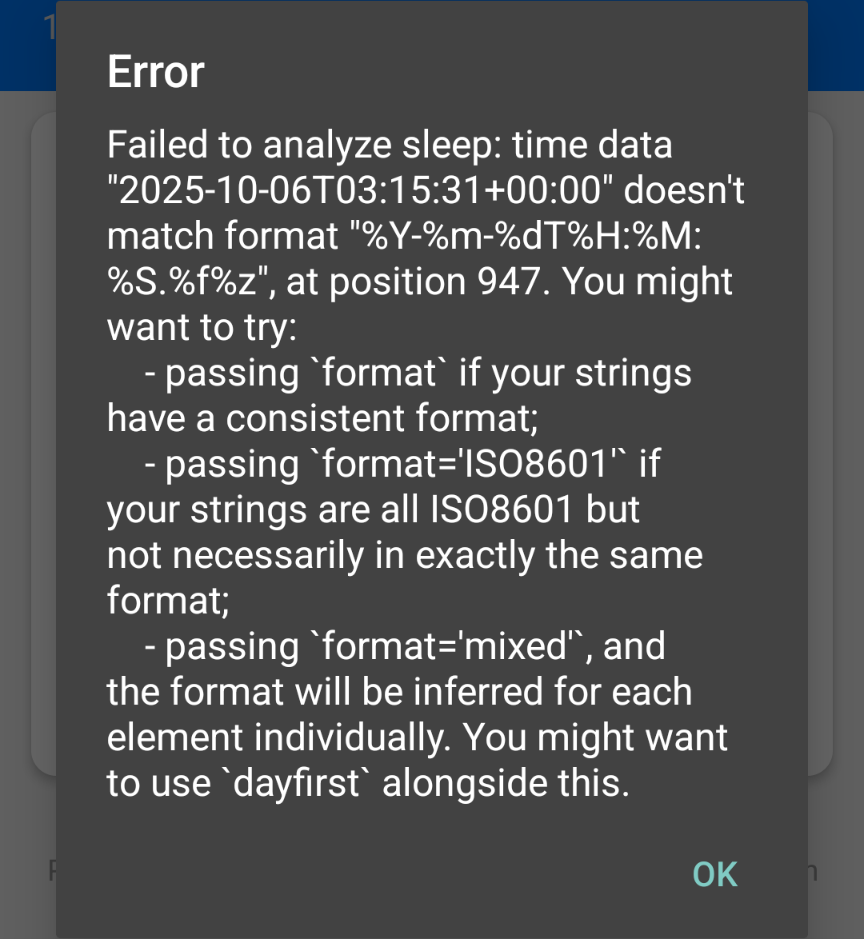 1
Error
Failed to analyze sleep: time data
"2025-10-06T03:15:31+00:00" doesn't
match format "%Y-%m-%dT%H:%M:
%S.%f%z", at position 947. You might
want to try:
- passing `format` if your strings
have a consistent format;
- passing `format='ISO8601'` if
your strings are all ISO8601 but
not necessarily in exactly the same
format;
- passing `format='mixed'`, and
the format will be inferred for each
element individually. You might want
to use `dayfirst` alongside this.
OK